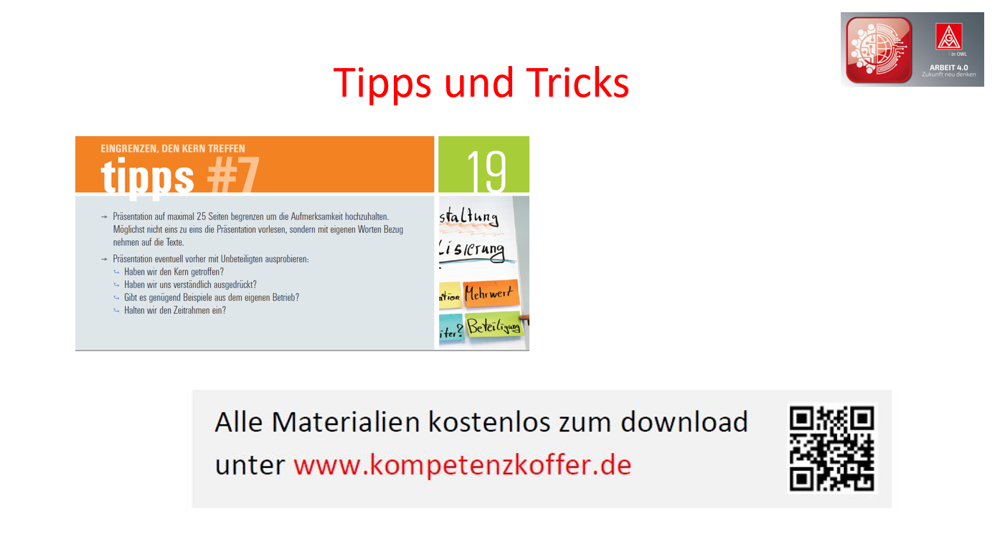 IGM
in OWL
ARBEIT 4.0
Zukunft neu denken
Tipps und Tricks
EINGRENZEN, DEN KERN TREFFEN
tipps #7
19
→ Präsentation auf maximal 25 Seiten begrenzen um die Aufmerksamkeit hochzuhalten.
Möglichst nicht eins zu eins die Präsentation vorlesen, sondern mit eigenen Worten Bezug
nehmen auf die Texte.
→ Präsentation eventuell vorher mit Unbeteiligten ausprobieren:
↪ Haben wir den Kern getroffen?
↪ Haben wir uns verständlich ausgedrückt?
↪ Gibt es genügend Beispiele aus dem eigenen Betrieb?
↪ Halten wir den Zeitrahmen ein?
staltung
lisierung
ation Mehrwert
iter? Beteiligung
Alle Materialien kostenlos zum download
unter www.kompetenzkoffer.de